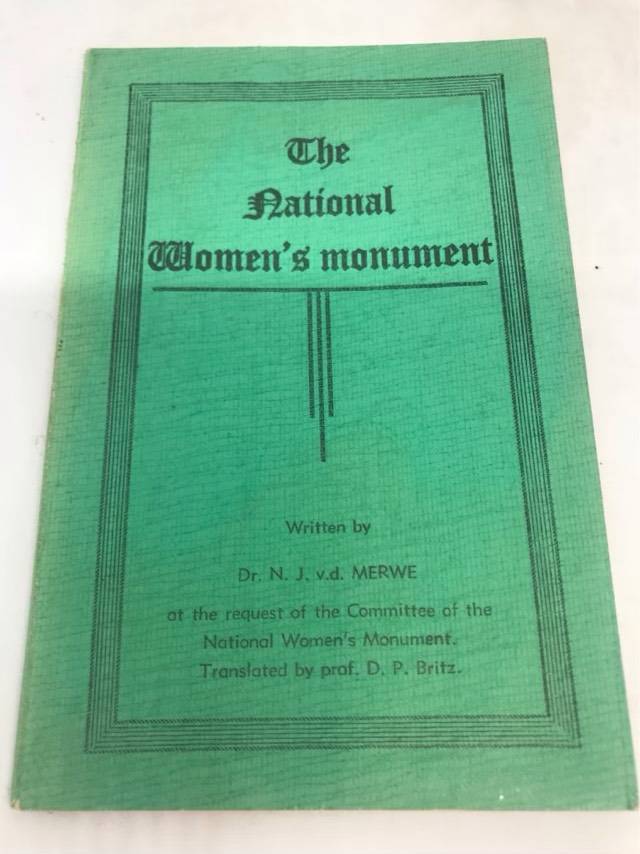 The
National
Women's monument
Written by
Dr. N. J. v.d. MERWE
at the request of the Committee of the
National Women's Monument.
Translated by prof. D. P. Britz.